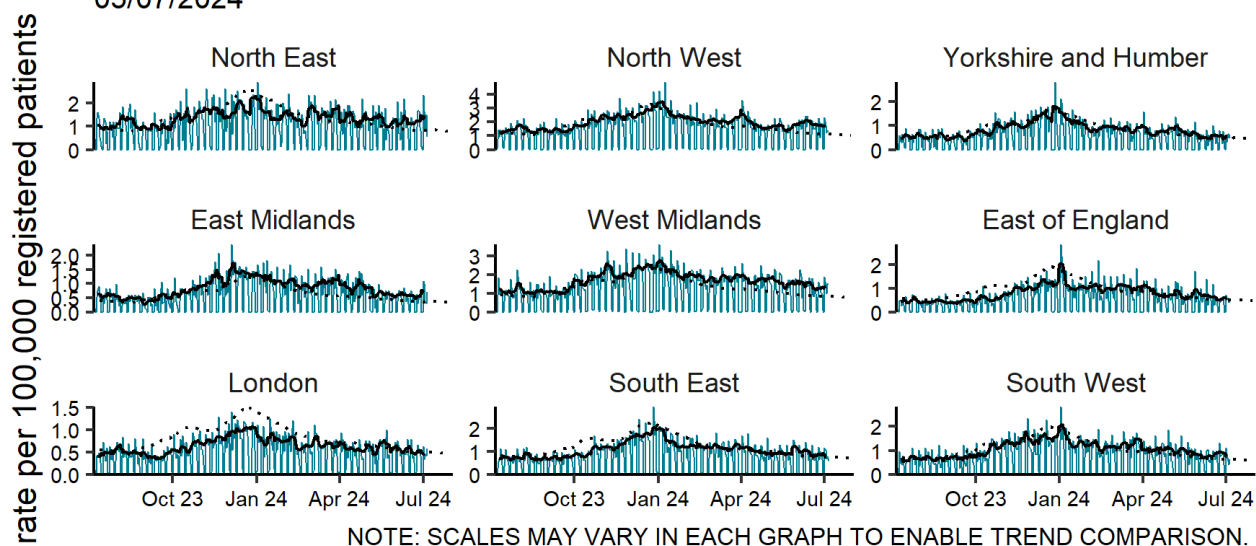 05/07/2024
rate per 100,000 registered patients
North East
North West
Yorkshire and Humber
2
1
0
4
3
2
1
0
2
1
0
East Midlands
West Midlands
East of England
2.0
1.5
1.0
0.5
0.0
3
2
1
0
2
1
0
London
South East
South West
1.5
1.0
0.5
0.0
2
1
0
2
1
0
Oct 23 Jan 24 Apr 24 Jul 24
Oct 23 Jan 24 Apr 24 Jul 24
Oct 23 Jan 24 Apr 24 Jul 24
NOTE: SCALES MAY VARY IN EACH GRAPH TO ENABLE TREND COMPARISON.